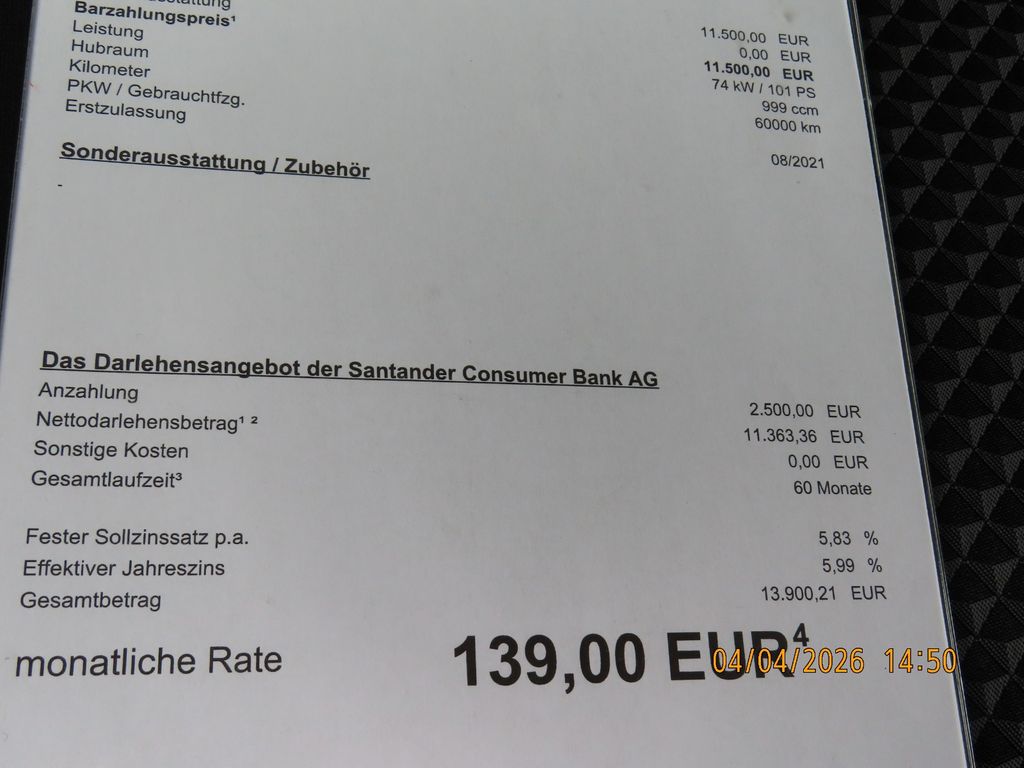 11.500,00 EUR
0,00 EUR
Barzahlungspreis¹ 11.500,00 EUR
Leistung 74 kW / 101 PS
Hubraum 999 ccm
Kilometer 60000 km
PKW / Gebrauchtfzg.
Erstzulassung 08/2021
Sonderausstattung / Zubehör
-
Das Darlehensangebot der Santander Consumer Bank AG
Anzahlung 2.500,00 EUR
Nettodarlehensbetrag¹ ² 11.363,36 EUR
Sonstige Kosten 0,00 EUR
Gesamtlaufzeit³ 60 Monate
Fester Sollzinssatz p.a. 5,83 %
Effektiver Jahreszins 5,99 %
Gesamtbetrag 13.900,21 EUR
monatliche Rate 139,00 EUR⁴
04/04/2026 14:50